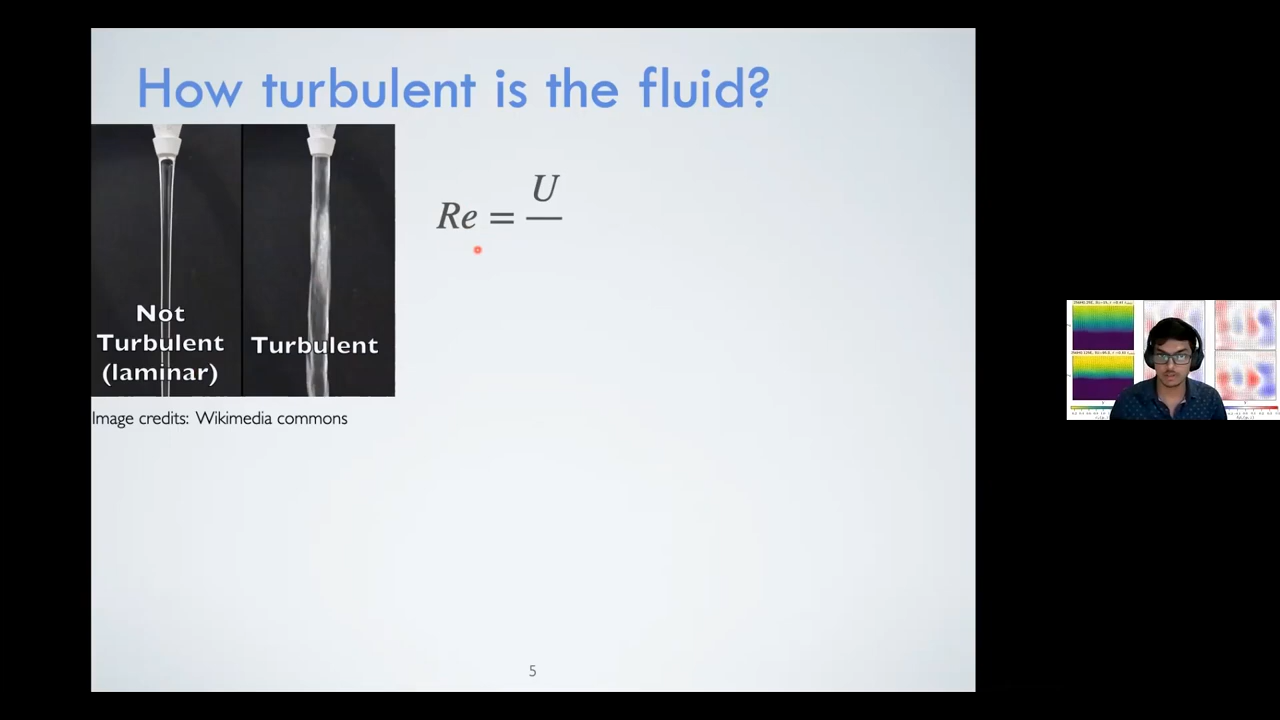 How turbulent is the fluid?
Re = U
Not
Turbulent
(laminar)
Turbulent
Image credits: Wikimedia commons
5